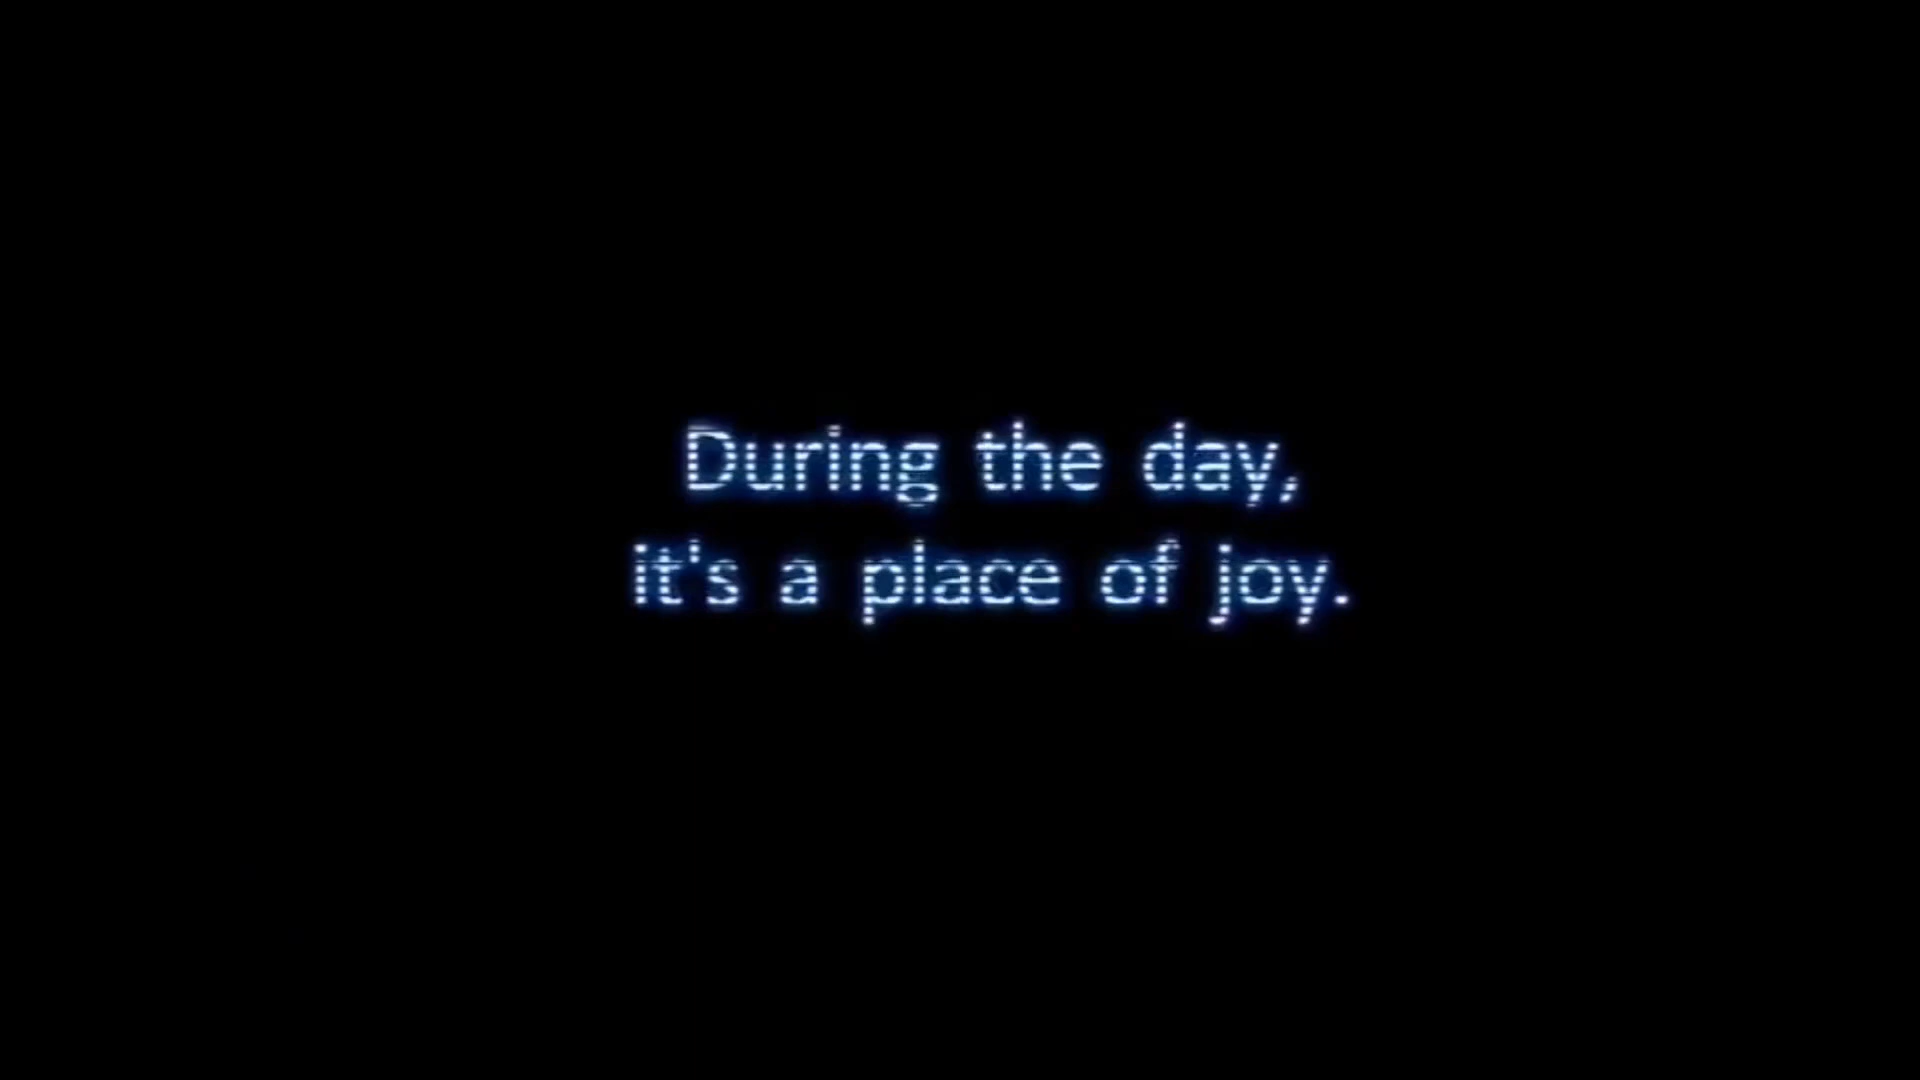 During the day,
it's a place of joy.